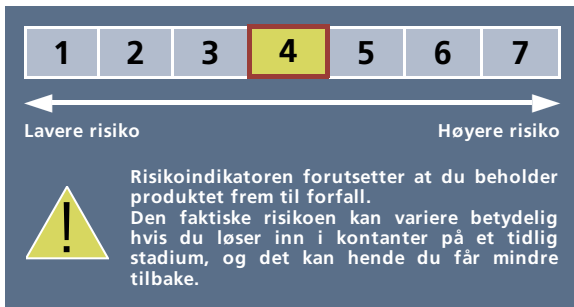 1 2 3 4 5 6 7
Lavere risiko Høyere risiko
Risikoindikatoren forutsetter at du beholder
produktet frem til forfall.
Den faktiske risikoen kan variere betydelig
hvis du løser inn i kontanter på et tidlig
stadium, og det kan hende du får mindre
tilbake.
!